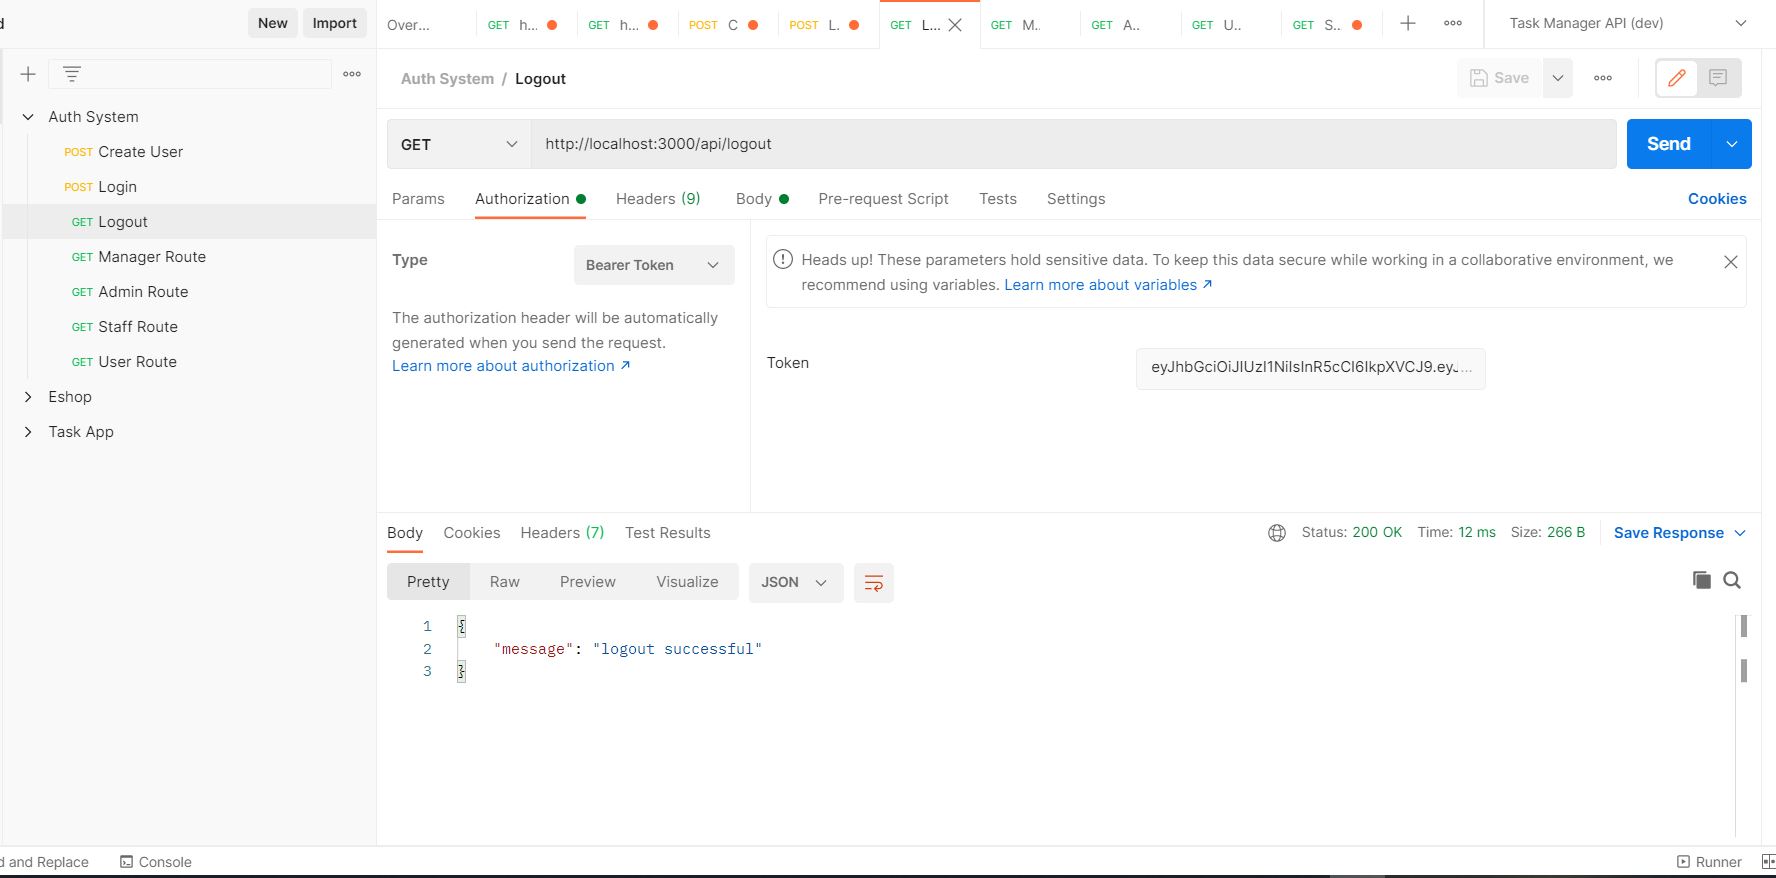 d
New
Import
Over...
GET h...
GET h...
POST C
POST L.
GET L...
GET M.
GET A..
GET U..
GET S..
Task Manager API (dev)
Auth System / Logout
Save
Auth System
POST Create User
POST Login
GET Logout
GET Manager Route
GET Admin Route
GET Staff Route
GET User Route
Eshop
Task App
GET
http://localhost:3000/api/logout
Send
Params
Authorization
Headers (9)
Body
Pre-request Script
Tests
Settings
Cookies
Type
Bearer Token
The authorization header will be automatically
generated when you send the request.
Learn more about authorization ↗
Heads up! These parameters hold sensitive data. To keep this data secure while working in a collaborative environment, we
recommend using variables. Learn more about variables ↗
Token
eyJhbGciOiJIUzI1NiIsInR5cCI6IkpXVCJ9.eyJ...
Body
Cookies
Headers (7)
Test Results
Status: 200 OK
Time: 12 ms
Size: 266 B
Save Response
Pretty
Raw
Preview
Visualize
JSON
1 {
2 "message": "logout successful"
3 }
d and Replace
Console
Runner